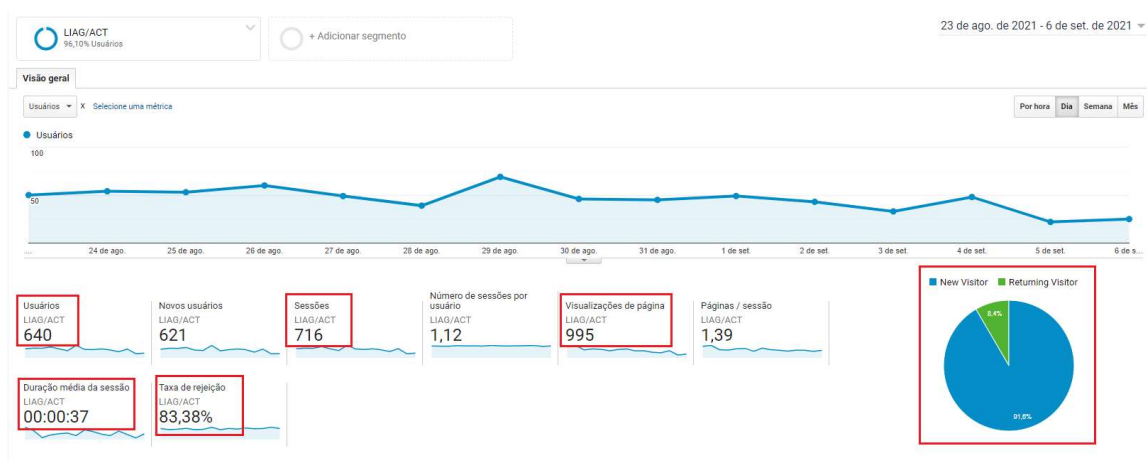 LIAG/ACT
96,10% Usuários
+ Adicionar segmento
23 de ago. de 2021 - 6 de set. de 2021
Visão geral
Usuários X Selecione uma métrica
Por hora Dia Semana Mês
Usuários
100
50
... 24 de ago. 25 de ago. 26 de ago. 27 de ago. 28 de ago. 29 de ago. 30 de ago. 31 de ago. 1 de set. 2 de set. 3 de set. 4 de set. 5 de set. 6 de s...
New Visitor Returning Visitor
8,4%
91,6%
Usuários
LIAG/ACT
640
Novos usuários
LIAG/ACT
621
Sessões
LIAG/ACT
716
Número de sessões por
usuário
LIAG/ACT
1,12
Visualizações de página
LIAG/ACT
995
Páginas / sessão
LIAG/ACT
1,39
Duração média da sessão
LIAG/ACT
00:00:37
Taxa de rejeição
LIAG/ACT
83,38%